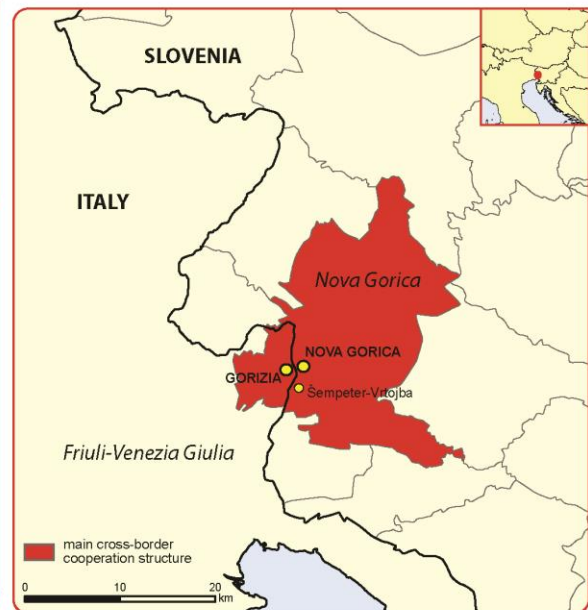 SLOVENIA
ITALY
Nova Gorica
NOVA GORICA
GORIZIA
Šempeter-Vrtojba
Friuli-Venezia Giulia
main cross-border
cooperation structure
0 10 20
km